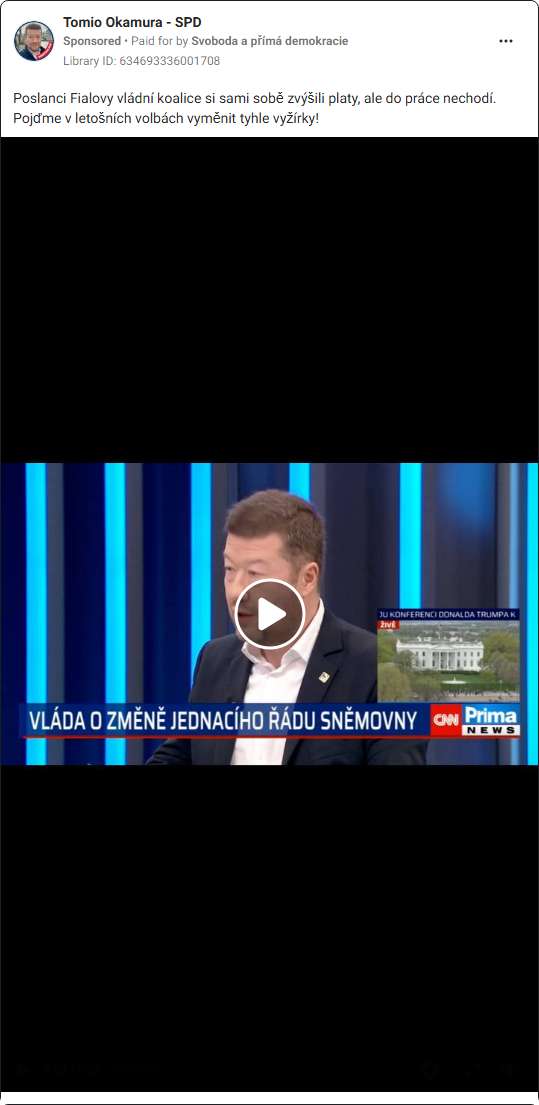 Tomio Okamura - SPD
Sponsored • Paid for by Svoboda a přímá demokracie
Library ID: 634693336001708
Poslanci Fialovy vládní koalice si sami sobě zvýšili platy, ale do práce nechodí.
Pojďme v letošních volbách vyměnit tyhle vyžírky!
JU KONFERENCI DONALDA TRUMPA K
ŽIVĚ
VLÁDA O ZMĚNĚ JEDNACÍHO ŘÁDU SNĚMOVNY
CNN Prima
NEWS